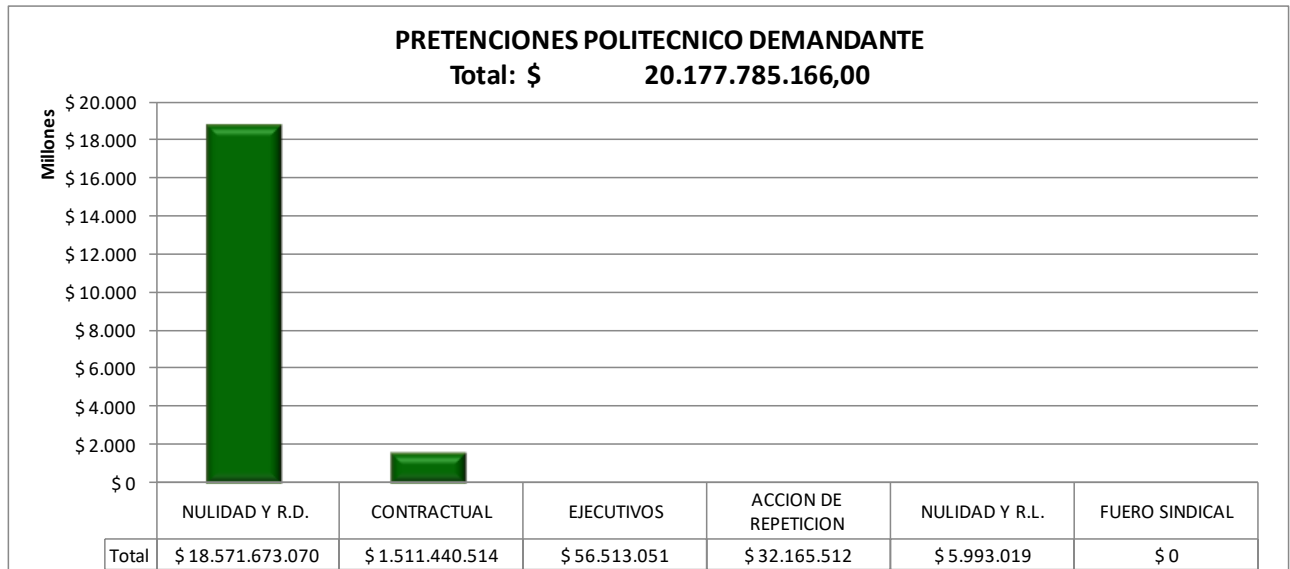 PRETENCIONES POLITECNICO DEMANDANTE
Total: $ 20.177.785.166,00
Millones
$ 20.000
$ 18.000
$ 16.000
$ 14.000
$ 12.000
$ 10.000
$ 8.000
$ 6.000
$ 4.000
$ 2.000
$ 0
NULIDAD Y R.D. CONTRACTUAL EJECUTIVOS ACCION DE REPETICION NULIDAD Y R.L. FUERO SINDICAL
Total $ 18.571.673.070 $ 1.511.440.514 $ 56.513.051 $ 32.165.512 $ 5.993.019 $ 0